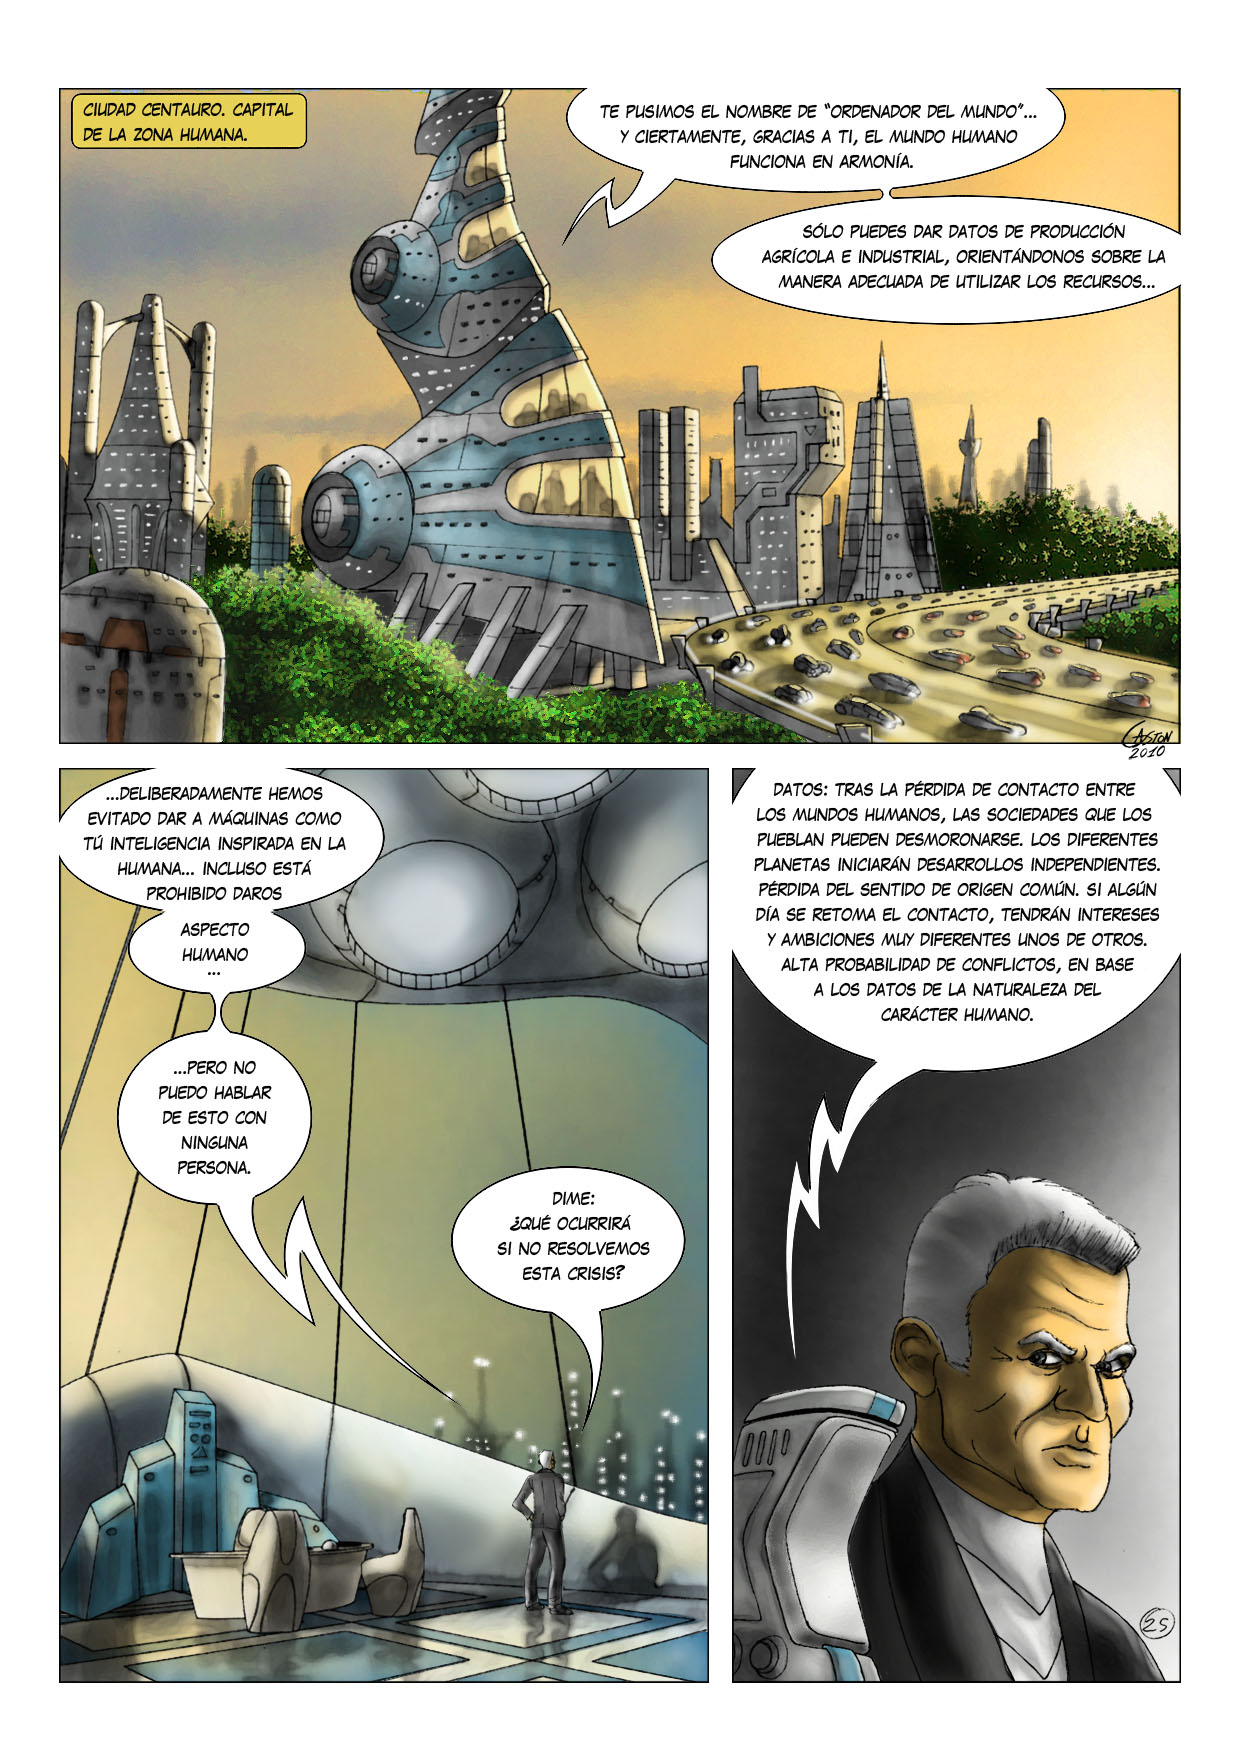 CIUDAD CENTAURO. CAPITAL
DE LA ZONA HUMANA.
TE PUSIMOS EL NOMBRE DE "ORDENADOR DEL MUNDO"...
Y CIERTAMENTE, GRACIAS A TI, EL MUNDO HUMANO
FUNCIONA EN ARMONÍA.
SÓLO PUEDES DAR DATOS DE PRODUCCIÓN
AGRÍCOLA E INDUSTRIAL, ORIENTÁNDONOS SOBRE LA
MANERA ADECUADA DE UTILIZAR LOS RECURSOS...
GASTON
2010
...DELIBERADAMENTE HEMOS
EVITADO DAR A MÁQUINAS COMO
TÚ INTELIGENCIA INSPIRADA EN LA
HUMANA... INCLUSO ESTÁ
PROHIBIDO DAROS
ASPECTO
HUMANO
...
...PERO NO
PUEDO HABLAR
DE ESTO CON
NINGUNA
PERSONA.
DIME:
¿QUÉ OCURRIRÁ
SI NO RESOLVEMOS
ESTA CRISIS?
DATOS: TRAS LA PÉRDIDA DE CONTACTO ENTRE
LOS MUNDOS HUMANOS, LAS SOCIEDADES QUE LOS
PUEBLAN PUEDEN DESMORONARSE. LOS DIFERENTES
PLANETAS INICIARÁN DESARROLLOS INDEPENDIENTES.
PÉRDIDA DEL SENTIDO DE ORIGEN COMÚN. SI ALGÚN
DÍA SE RETOMA EL CONTACTO, TENDRÁN INTERESES
Y AMBICIONES MUY DIFERENTES UNOS DE OTROS.
ALTA PROBABILIDAD DE CONFLICTOS, EN BASE
A LOS DATOS DE LA NATURALEZA DEL
CARÁCTER HUMANO.
25